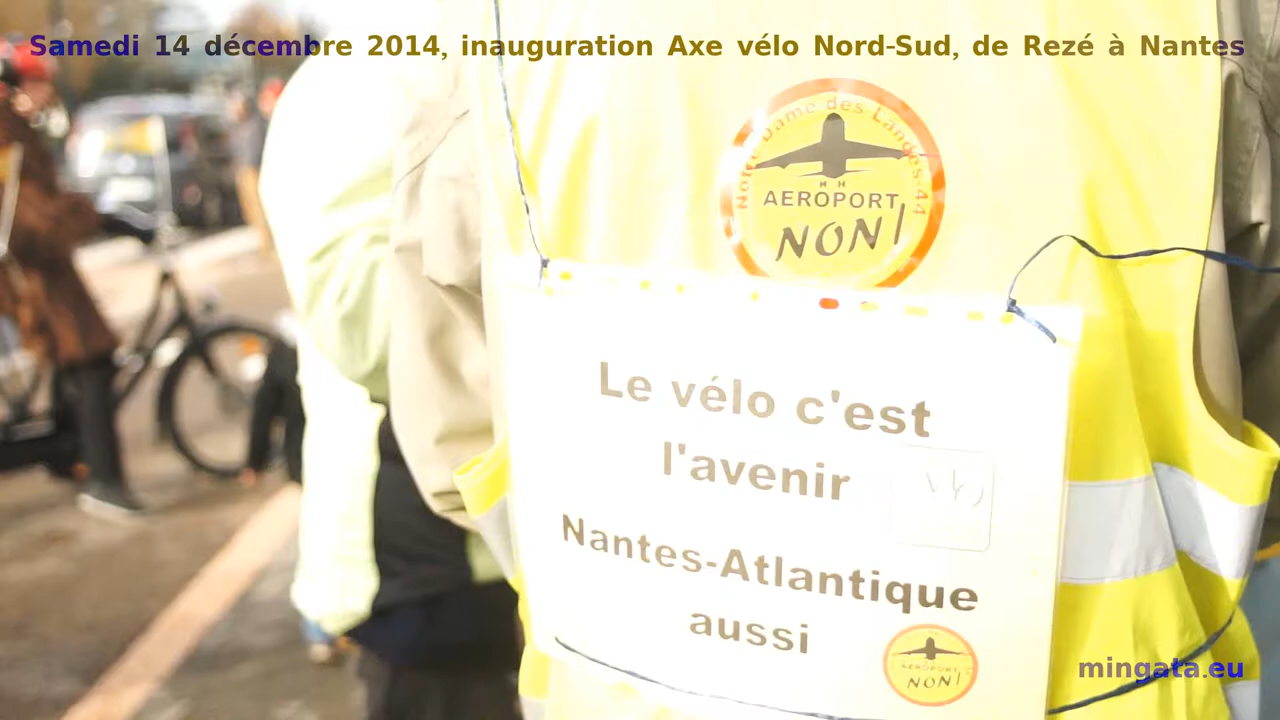 Samedi 14 décembre 2014, inauguration Axe vélo Nord-Sud, de Rezé à Nantes
Notre Dame des Landes-44
AEROPORT
NON!
Le vélo c'est
l'avenir
Nantes-Atlantique
aussi
AEROPORT
NON!
mingata.eu